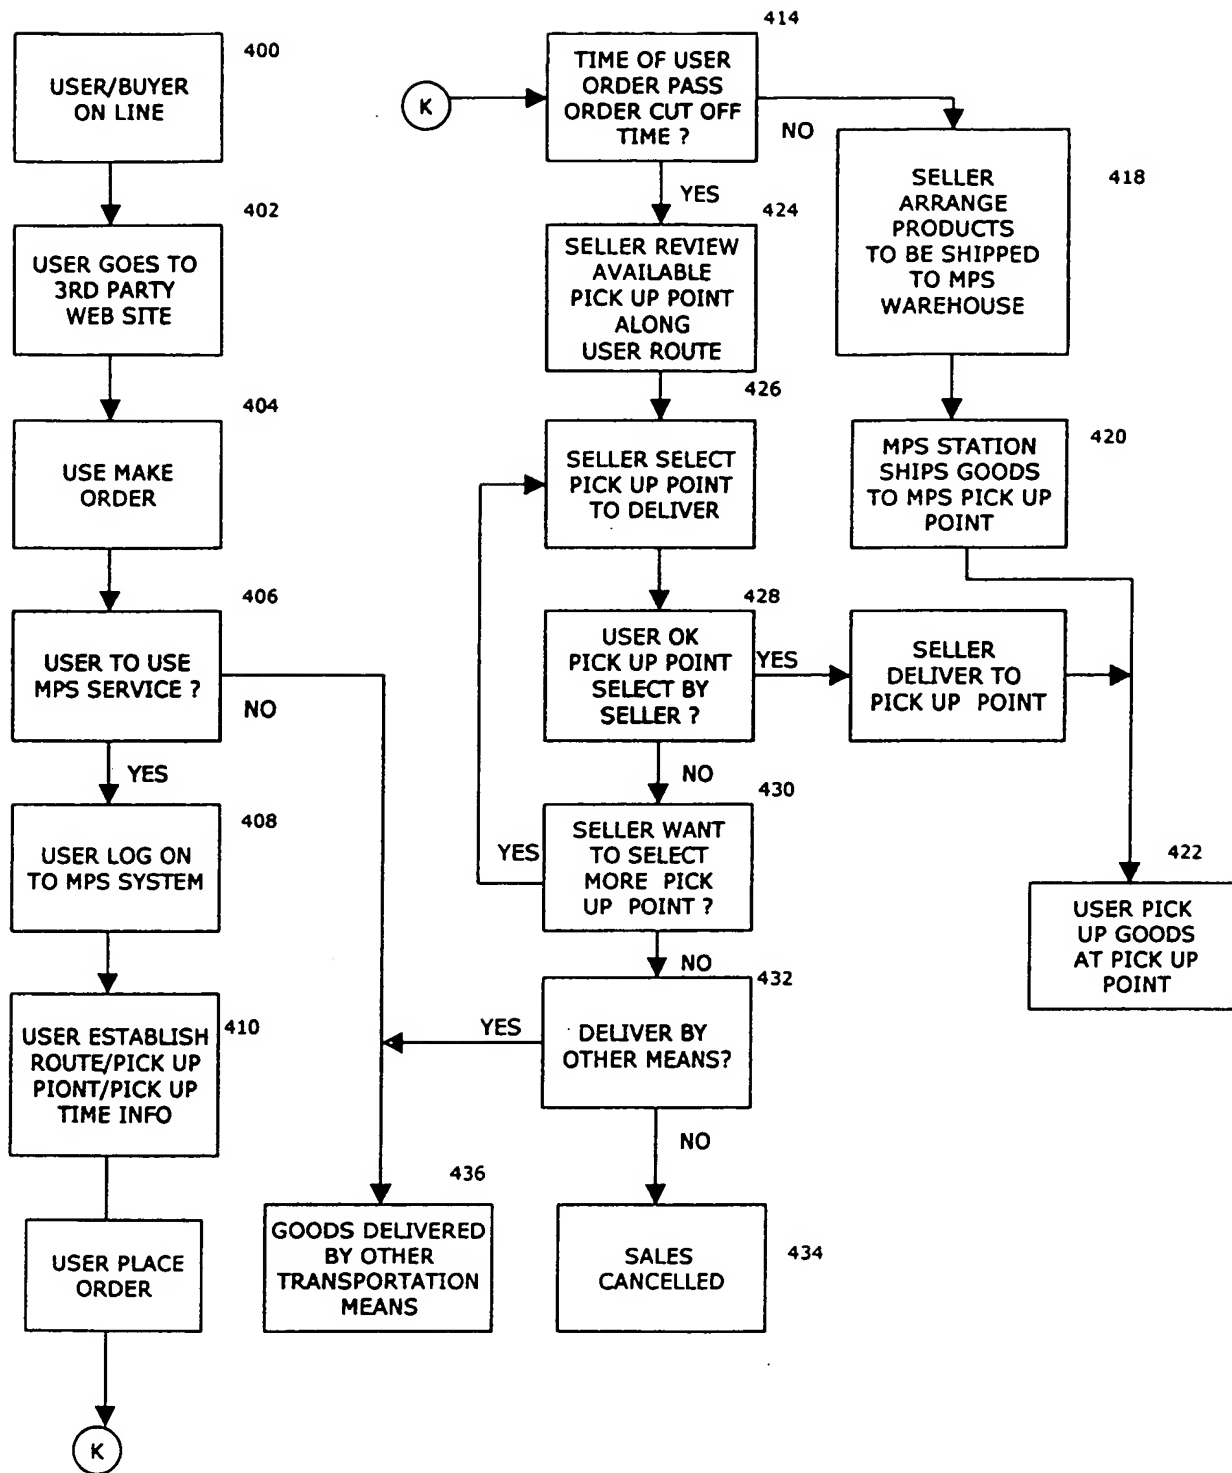 400
USER/BUYER
ON LINE
402
USER GOES TO
3RD PARTY
WEB SITE
404
USE MAKE
ORDER
406
USER TO USE
MPS SERVICE ?
NO
YES
408
USER LOG ON
TO MPS SYSTEM
410
USER ESTABLISH
ROUTE/PICK UP
PIONT/PICK UP
TIME INFO
USER PLACE
ORDER
K
K
414
TIME OF USER
ORDER PASS
ORDER CUT OFF
TIME ?
NO
YES
424
SELLER REVIEW
AVAILABLE
PICK UP POINT
ALONG
USER ROUTE
426
SELLER SELECT
PICK UP POINT
TO DELIVER
428
USER OK
PICK UP POINT
SELECT BY
SELLER ?
YES
NO
430
SELLER WANT
TO SELECT
MORE PICK
UP POINT ?
YES
NO
432
DELIVER BY
OTHER MEANS?
YES
NO
436
GOODS DELIVERED
BY OTHER
TRANSPORTATION
MEANS
SALES
CANCELLED
434
418
SELLER
ARRANGE
PRODUCTS
TO BE SHIPPED
TO MPS
WAREHOUSE
420
MPS STATION
SHIPS GOODS
TO MPS PICK UP
POINT
SELLER
DELIVER TO
PICK UP POINT
422
USER PICK
UP GOODS
AT PICK UP
POINT